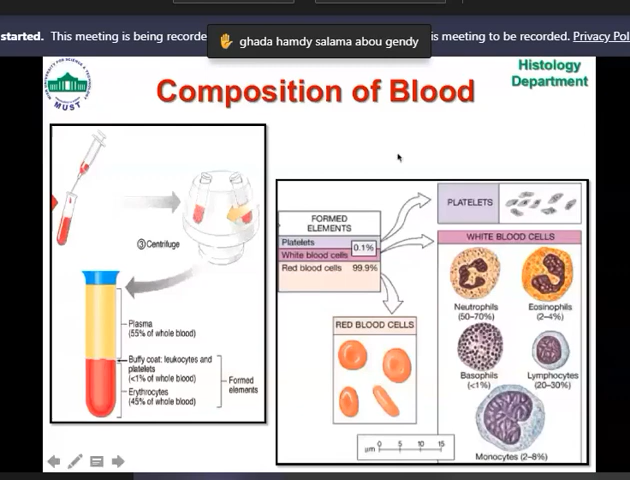 started. This meeting is being recorde
ghada hamdy salama abou gendy
is meeting to be recorded. Privacy Pol
MUST
Composition of Blood
Histology
Department
③ Centrifuge
Plasma
(55% of whole blood)
Buffy coat: leukocytes and
platelets
(<1% of whole blood)
Erythrocytes
(45% of whole blood)
Formed
elements
FORMED
ELEMENTS
Platelets
White blood cells
0.1%
Red blood cells 99.9%
RED BLOOD CELLS
µm 0 5 10 15
PLATELETS
WHITE BLOOD CELLS
Neutrophils
(50–70%)
Eosinophils
(2–4%)
Basophils
(<1%)
Lymphocytes
(20–30%)
Monocytes (2–8%)